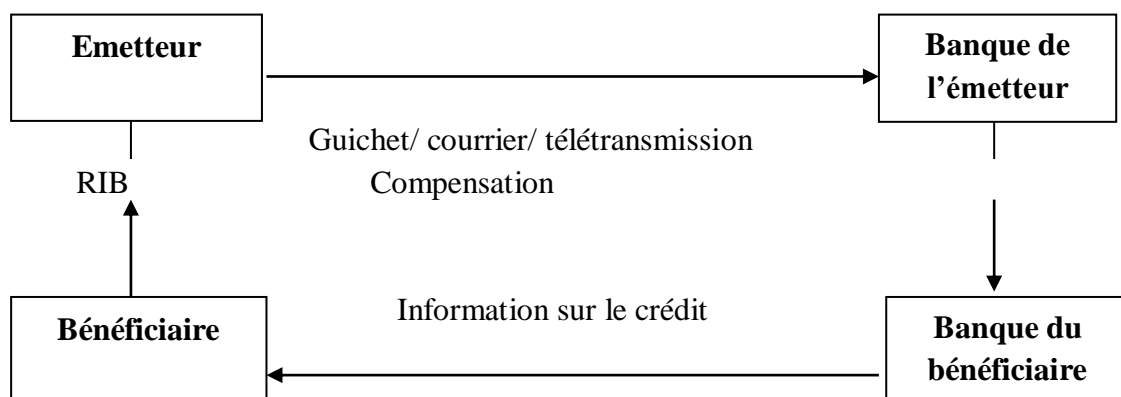 Emetteur
Banque de
l’émetteur
Guichet/ courrier/ télétransmission
RIB
Compensation
Information sur le crédit
Bénéficiaire
Banque du
bénéficiaire